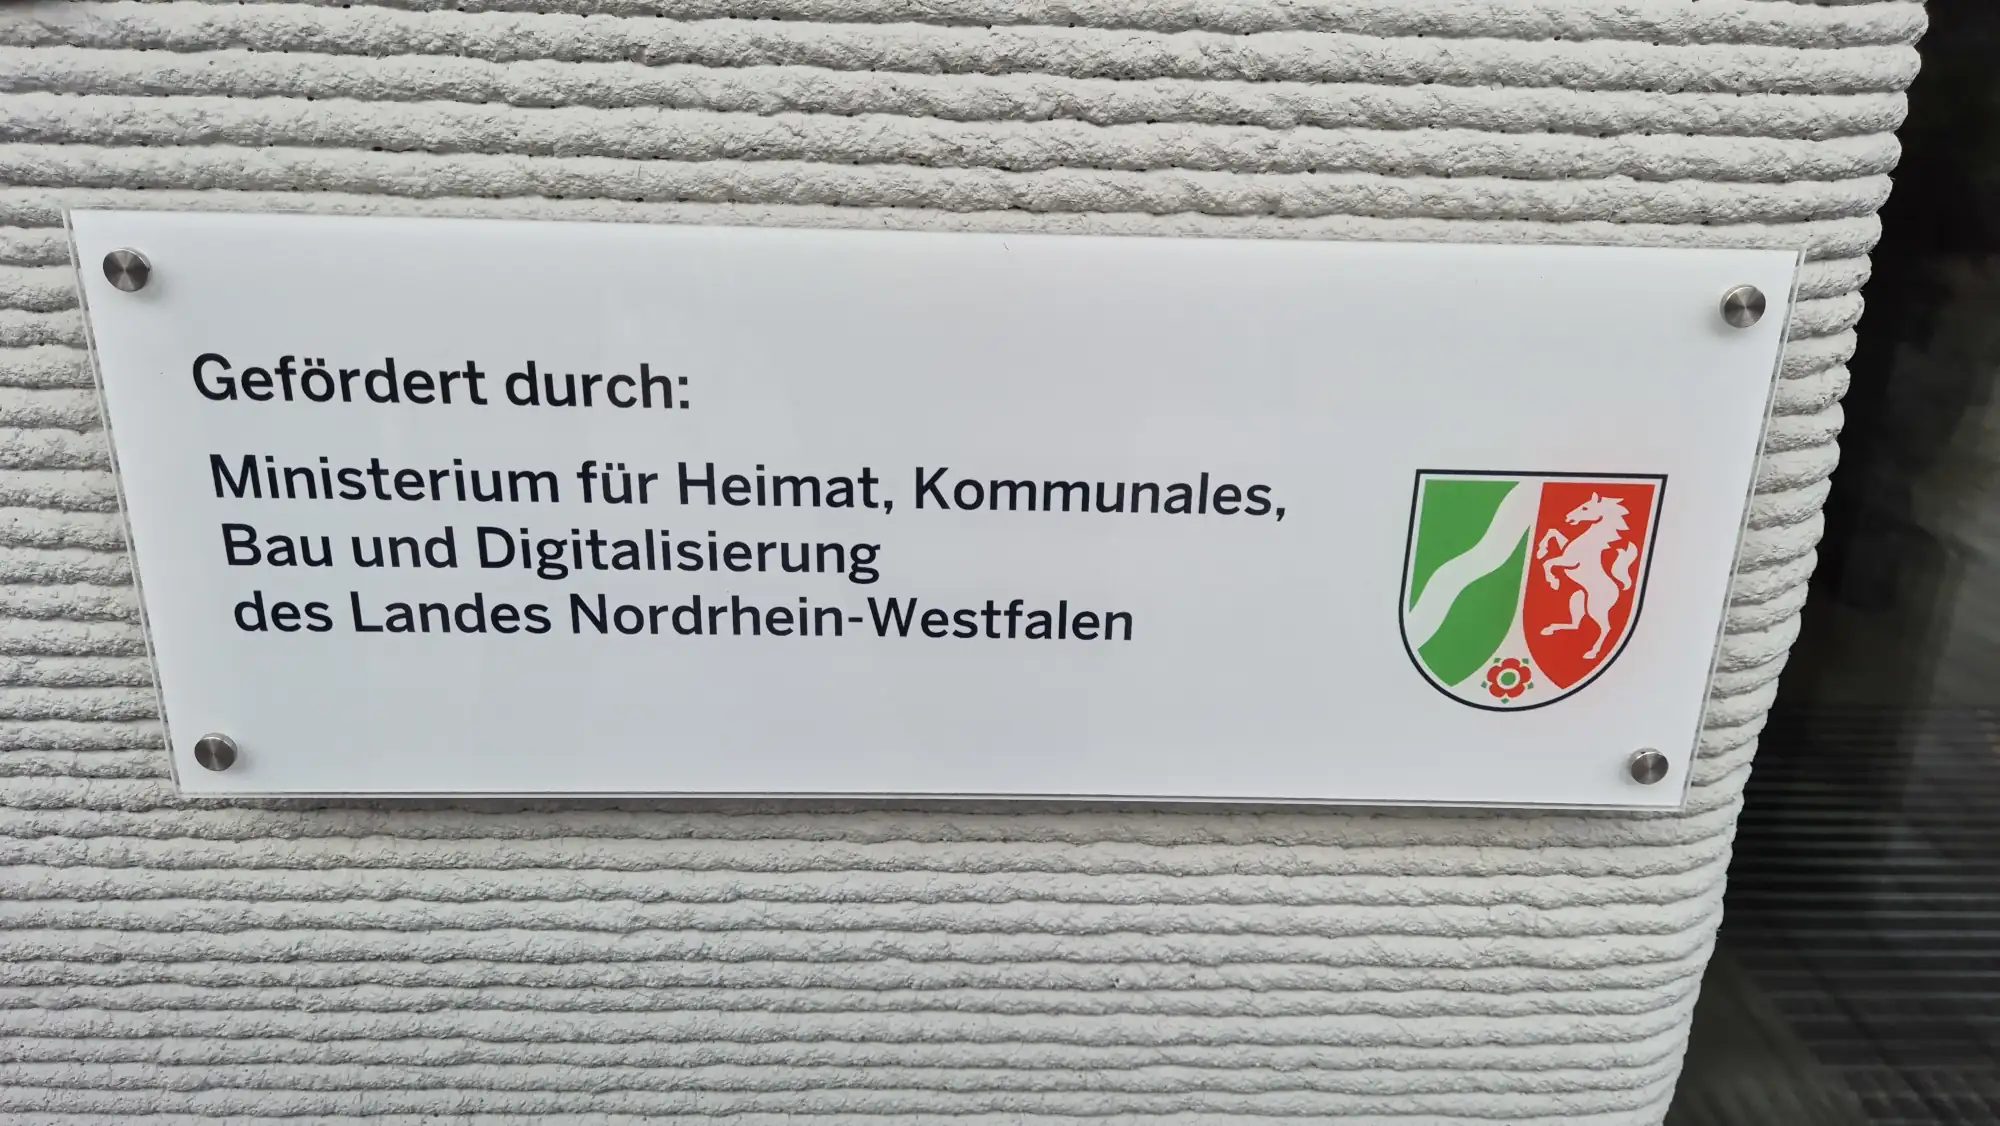 Gefördert durch:
Ministerium für Heimat, Kommunales,
Bau und Digitalisierung
des Landes Nordrhein-Westfalen